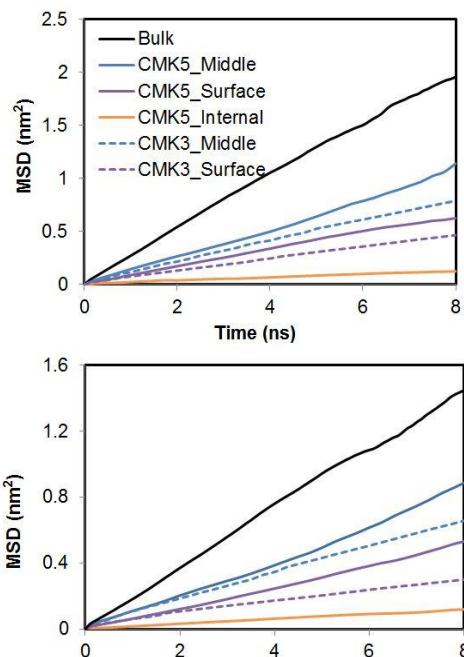 2.5
2
1.5
1
0.5
0
MSD (nm²)
Bulk
CMK5_Middle
CMK5_Surface
CMK5_Internal
CMK3_Middle
CMK3_Surface
0 2 4 6 8
Time (ns)
1.6
1.2
0.8
0.4
0
MSD (nm²)
0 2 4 6 8